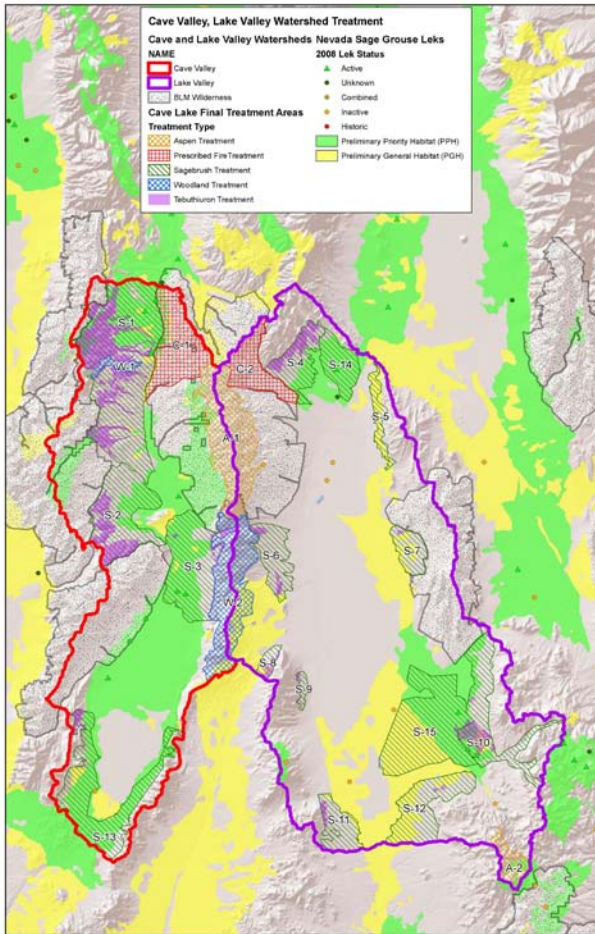 Cave Valley, Lake Valley Watershed Treatment
Cave and Lake Valley Watersheds
NAME
Cave Valley
Lake Valley
BLM Wilderness
Cave Lake Final Treatment Areas
Treatment Type
Aspen Treatment
Prescribed FireTreatment
Sagebrush Treatment
Woodland Treatment
Tebuthiuron Treatment
Nevada Sage Grouse Leks
2008 Lek Status
Active
Unknown
Combined
Inactive
Historic
Preliminary Priority Habitat (PPH)
Preliminary General Habitat (PGH)
S-1
C-1
W-1
C-2
S-4
S-14
S-5
A-1
S-2
S-3
S-6
S-7
W-2
S-8
S-9
S-15
S-10
S-11
S-12
S-13
A-2